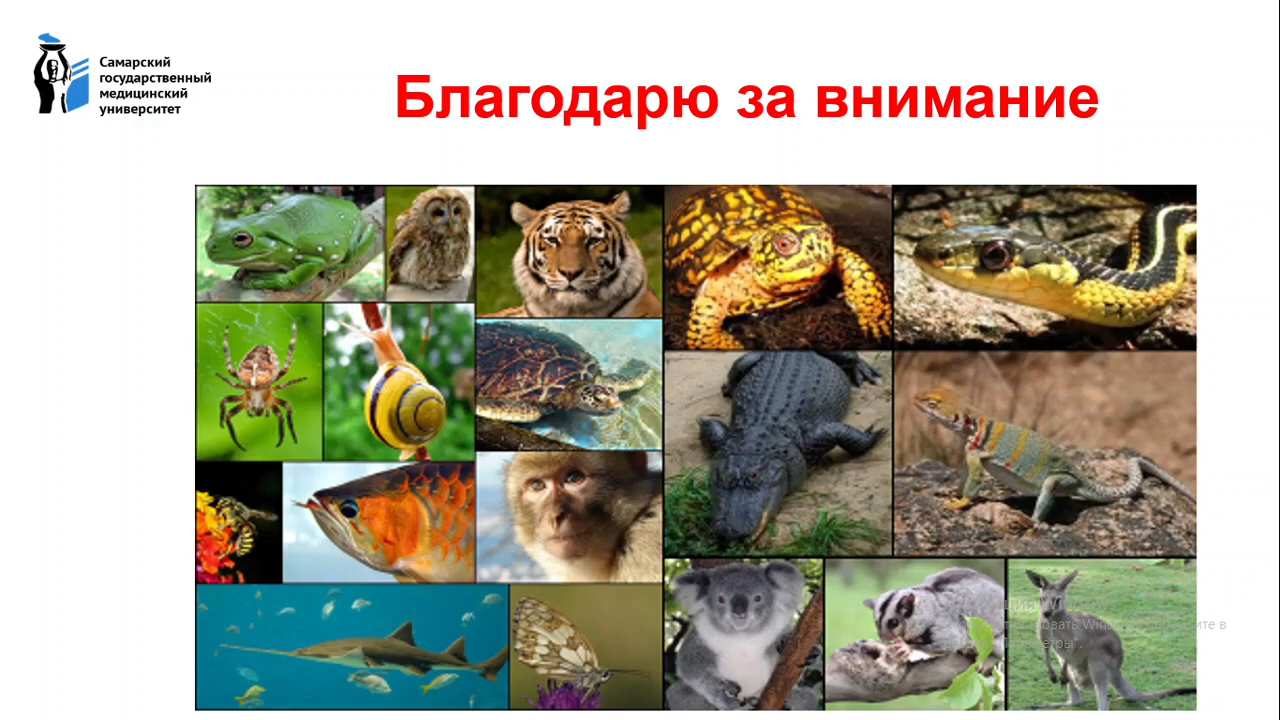 Самарский
государственный
медицинский
университет
Благодарю за внимание
в